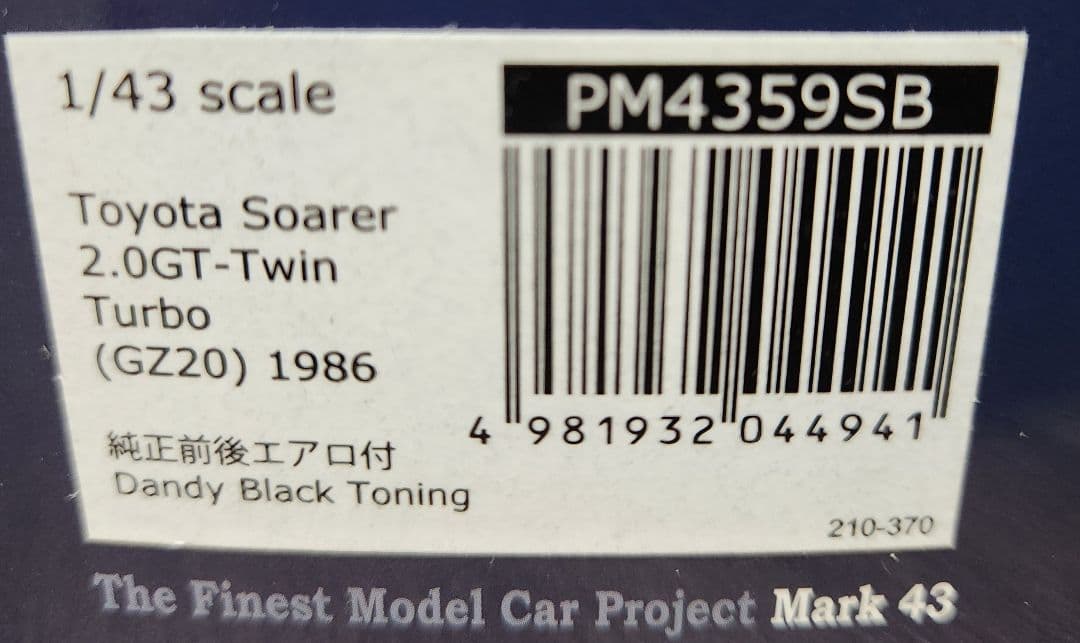 1/43 scale
PM4359SB
Toyota Soarer
2.0GT-Twin
Turbo
(GZ20) 1986
4 981932 044941
純正前後エアロ付
Dandy Black Toning
210-370
The Finest Model Car Project Mark 43